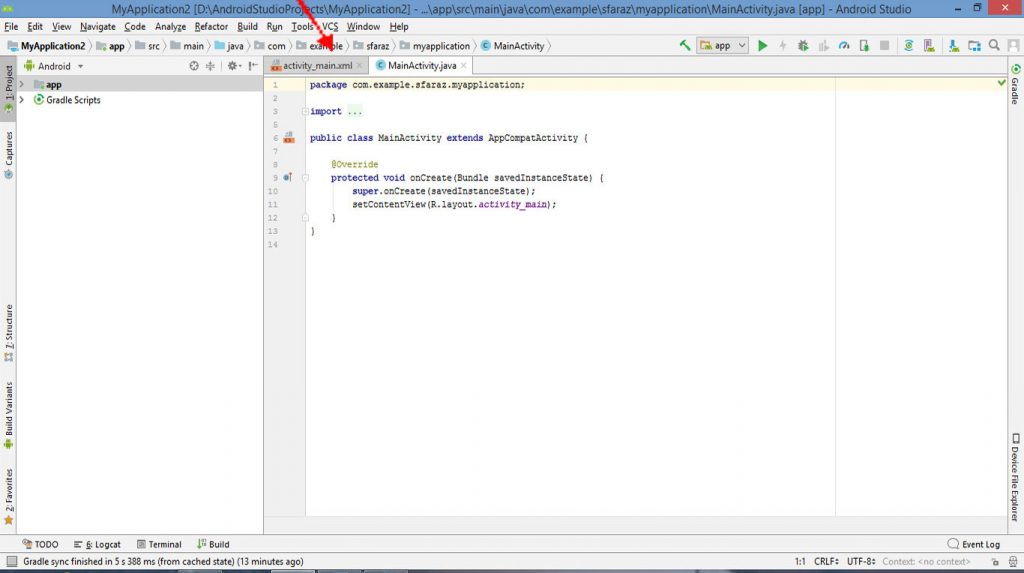 MyApplication2 [D:\AndroidStudioProjects\MyApplication2] - ...\app\src\main\java\com\example\sfaraz\myapplication\MainActivity.java [app] - Android Studio
File Edit View Navigate Code Analyze Refactor Build Run Tools VCS Window Help
MyApplication2 app src main java com example sfaraz myapplication MainActivity app
1: Project
Captures
7: Structure
Build Variants
2: Favorites
Android
app
Gradle Scripts
activity_main.xml MainActivity.java
1 package com.example.sfaraz.myapplication;
2
3 import ...
5
6 public class MainActivity extends AppCompatActivity {
7
8 @Override
9 protected void onCreate(Bundle savedInstanceState) {
10 super.onCreate(savedInstanceState);
11 setContentView(R.layout.activity_main);
12 }
13 }
14
Gradle
Device File Explorer
TODO 6: Logcat Terminal Build Event Log
Gradle sync finished in 5 s 388 ms (from cached state) (13 minutes ago) 1:1 CRLF÷ UTF-8÷ Context: <no context>